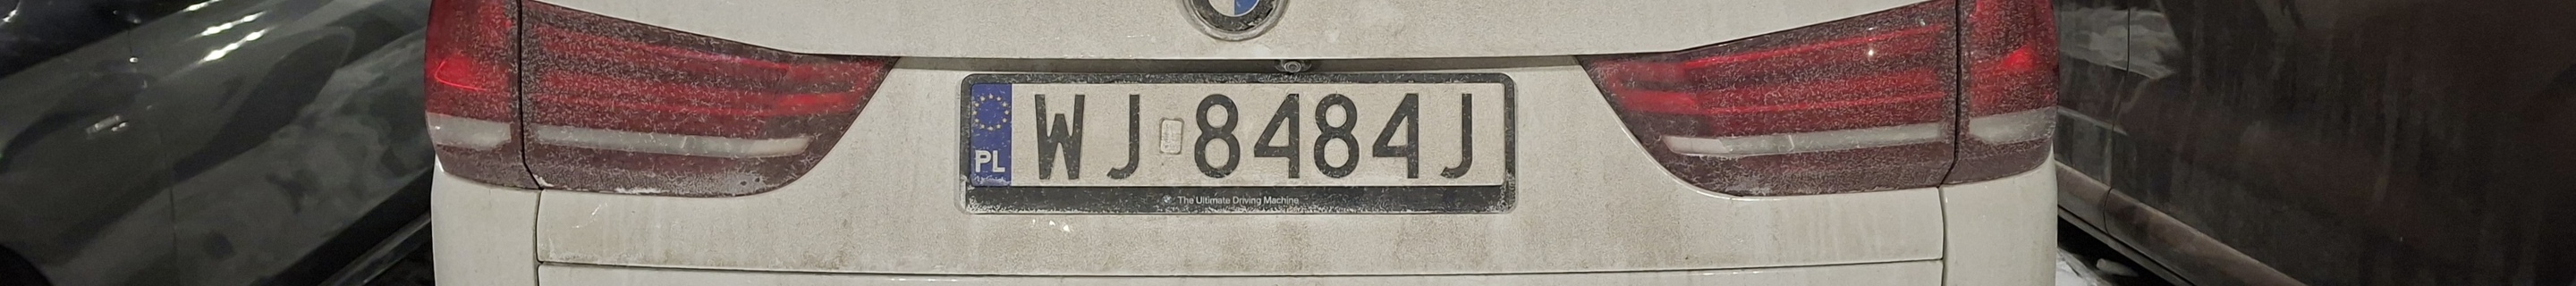 WJ 8484J
PL
The Ultimate Driving Machine